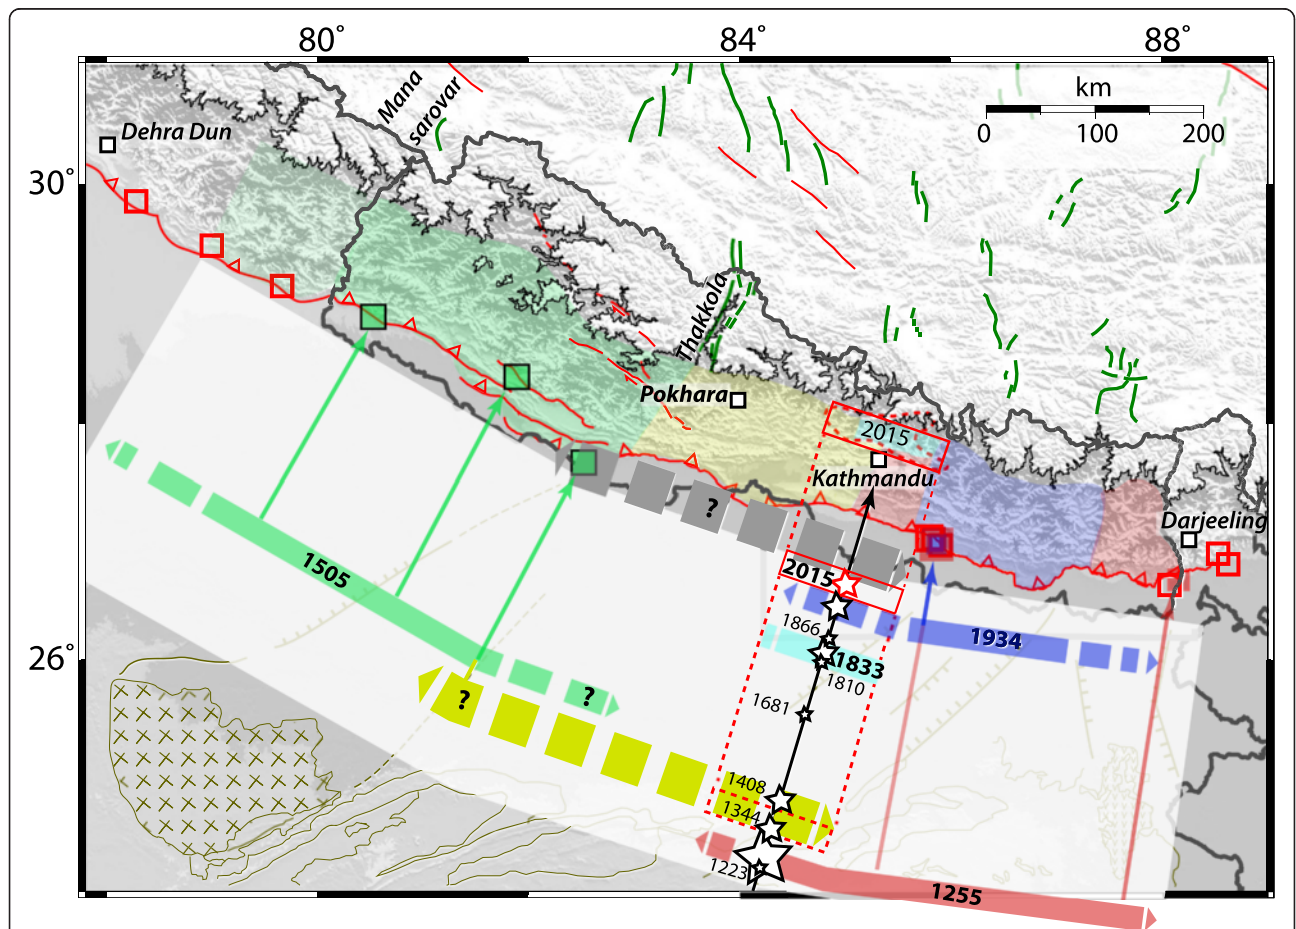 80°
84°
88°
Mana
sarovar
km
0
100
200
Dehra Dun
30°
Thakkola
Pokhara
2015
Kathmandu
?
Darjeeling
2015
1505
1866
1934
26°
1833
1810
?
?
1681
1408
1344
1223
1255